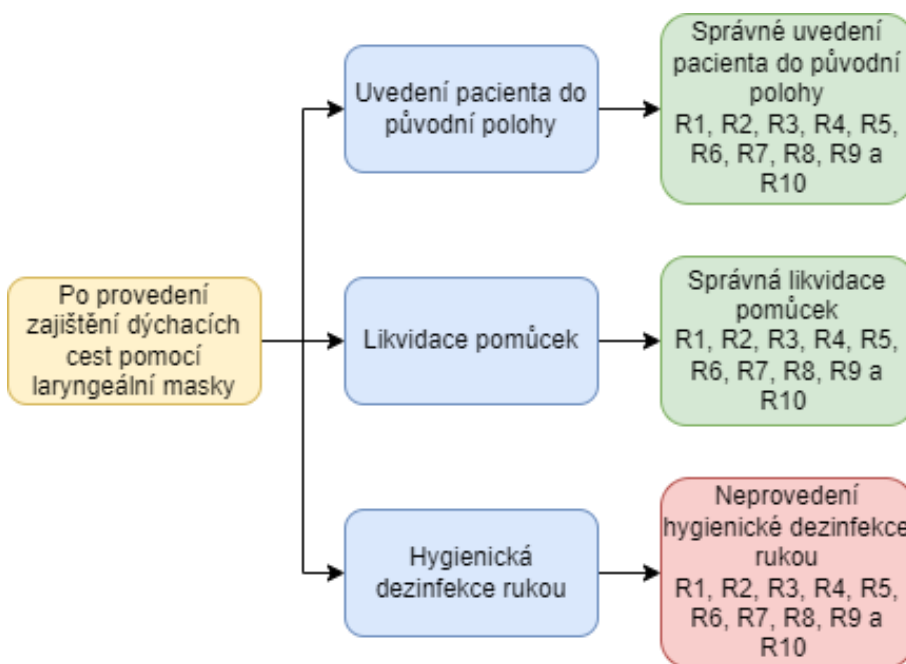 Po provedení
zajištění dýchacích
cest pomocí
laryngeální masky
Uvedení pacienta do
původní polohy
Správné uvedení
pacienta do původní
polohy
R1, R2, R3, R4, R5,
R6, R7, R8, R9 a
R10
Likvidace pomůcek
Správná likvidace
pomůcek
R1, R2, R3, R4, R5,
R6, R7, R8, R9 a
R10
Hygienická
dezinfekce rukou
Neprovedení
hygienické dezinfekce
rukou
R1, R2, R3, R4, R5,
R6, R7, R8, R9 a
R10